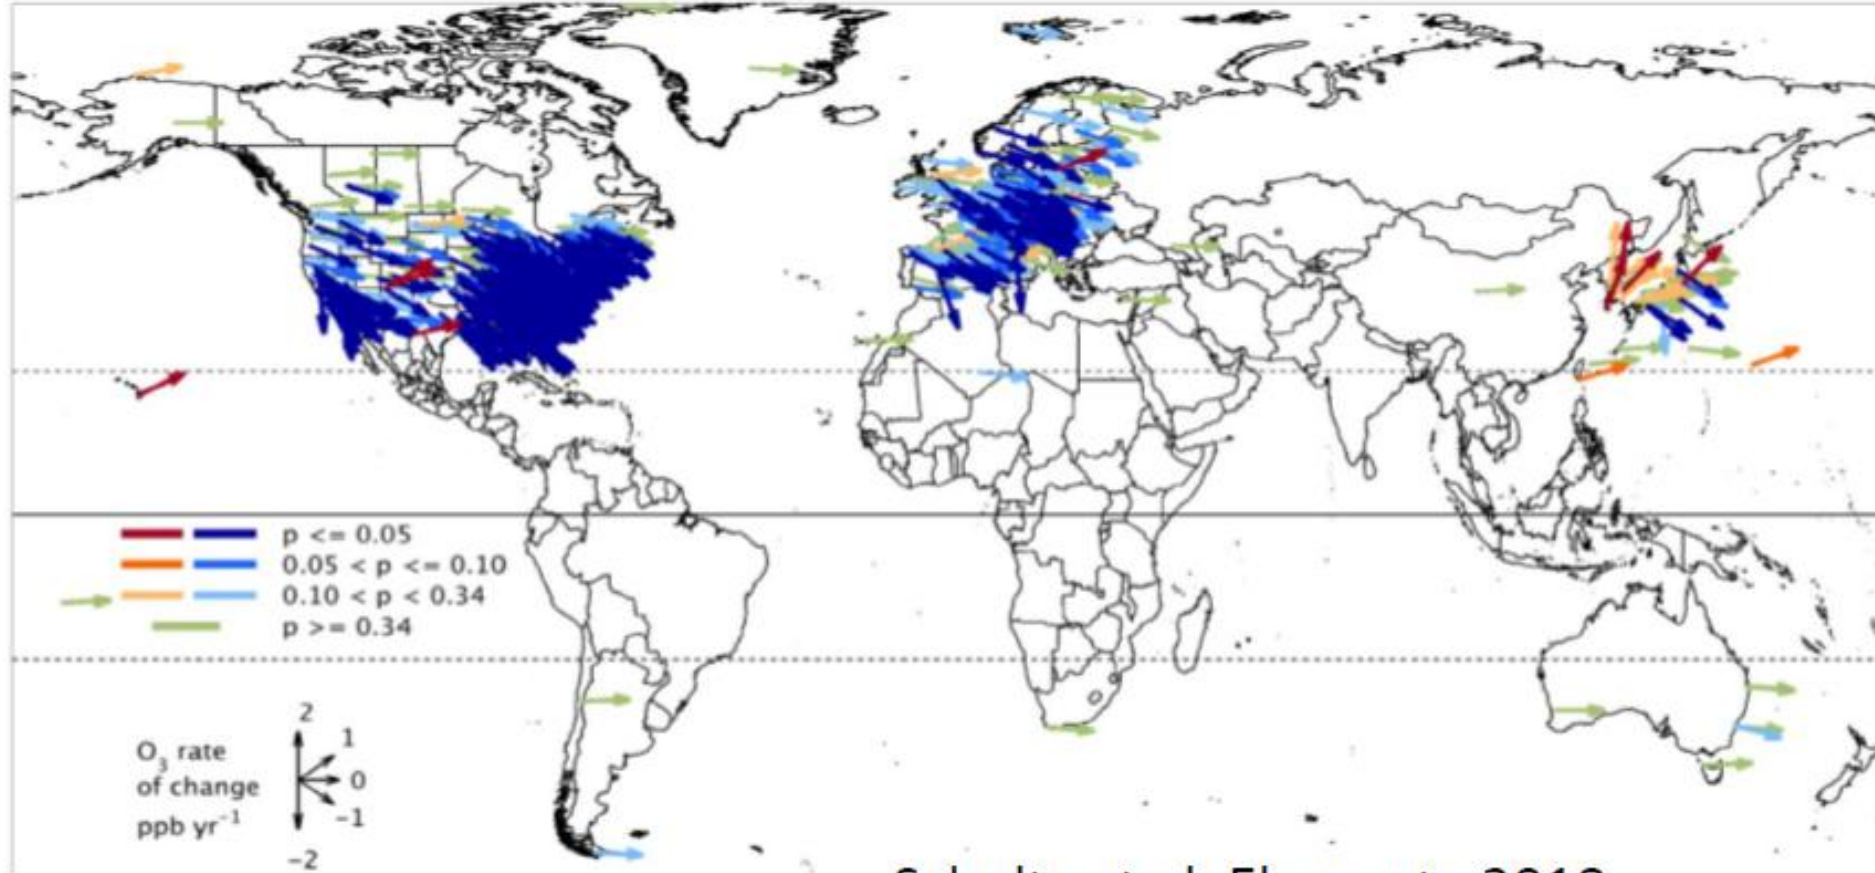 p <= 0.05
0.05 < p <= 0.10
0.10 < p < 0.34
p >= 0.34
2
1
O₃ rate
0
of change
-1
ppb yr⁻¹
-2